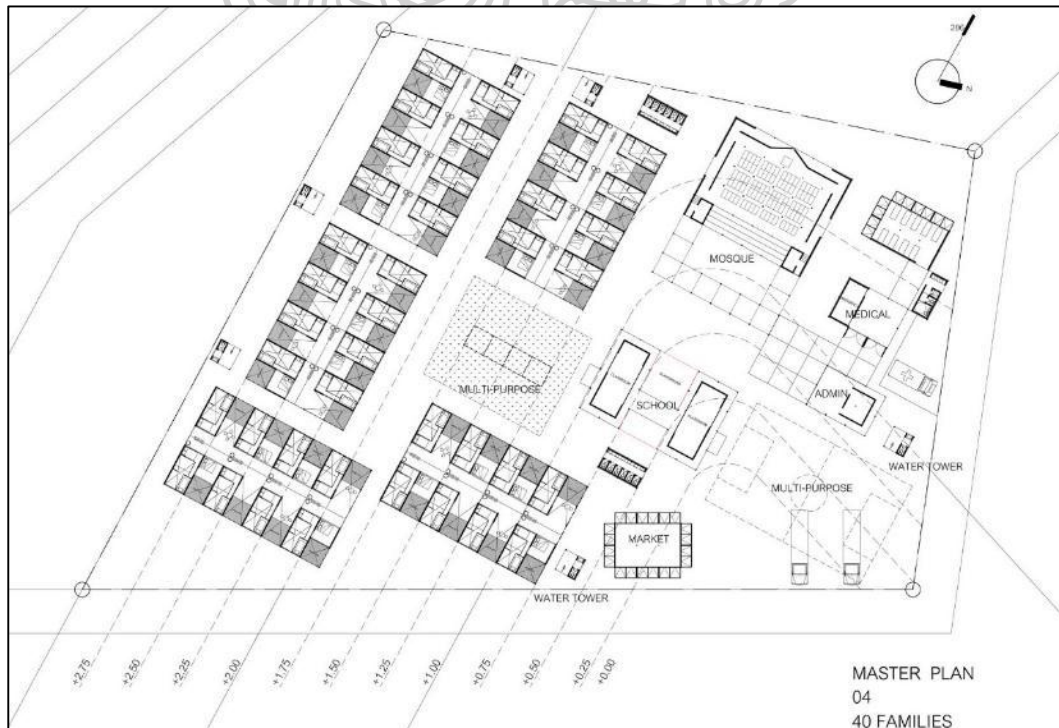 N
MOSQUE
MEDICAL
MULTI-PURPOSE
SCHOOL
ADMIN
WATER TOWER
MULTI-PURPOSE
MARKET
WATER TOWER
+2.75
+2.50
+2.25
+2.00
+1.75
+1.50
+1.25
+1.00
+0.75
+0.50
+0.25
+0.00
MASTER PLAN
04
40 FAMILIES